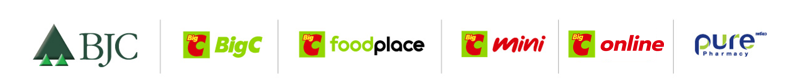 BJC
Big C BigC
Big C foodplace
Big C mini
Big C online
pure
Pharmacy